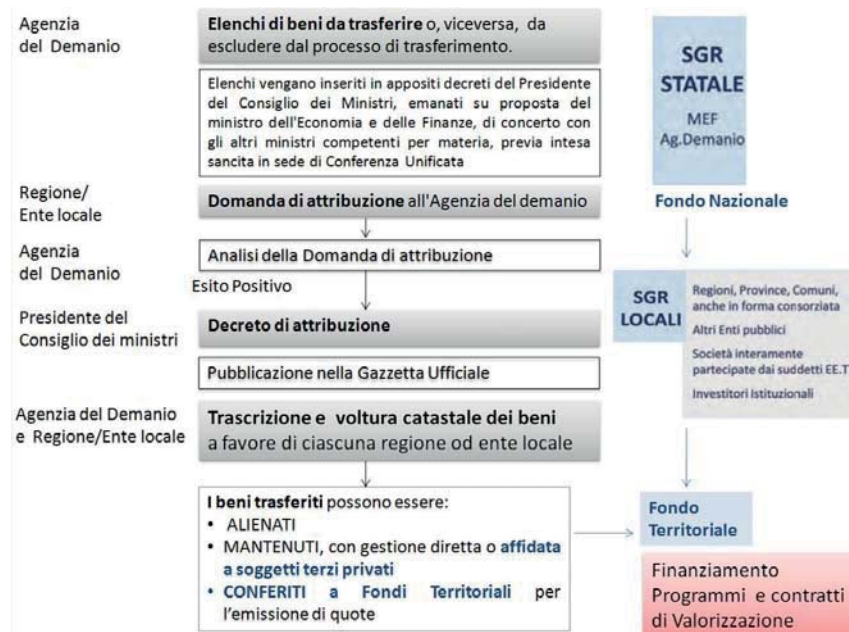 Agenzia
del Demanio
Elenchi di beni da trasferire o, viceversa, da
escludere dal processo di trasferimento.
Elenchi vengano inseriti in appositi decreti del Presidente
del Consiglio dei Ministri, emanati su proposta del
ministro dell'Economia e delle Finanze, di concerto con
gli altri ministri competenti per materia, previa intesa
sancita in sede di Conferenza Unificata
Regione/
Ente locale
Domanda di attribuzione all'Agenzia del demanio
Agenzia
del Demanio
Analisi della Domanda di attribuzione
Esito Positivo
Presidente del
Consiglio dei ministri
Decreto di attribuzione
Pubblicazione nella Gazzetta Ufficiale
Agenzia del Demanio
e Regione/Ente locale
Trascrizione e voltura catastale dei beni
a favore di ciascuna regione od ente locale
I beni trasferiti possono essere:
• ALIENATI
• MANTENUTI, con gestione diretta o affidata
a soggetti terzi privati
• CONFERITI a Fondi Territoriali per
l'emissione di quote
SGR
STATALE
MEF
Ag.Demanio
Fondo Nazionale
SGR
LOCALI
Regioni, Province, Comuni,
anche in forma consorziata
Altri Enti pubblici
Società interamente
partecipate dai suddetti EE.T
Investitori Istituzionali
Fondo
Territoriale
Finanziamento
Programmi e contratti
di Valorizzazione